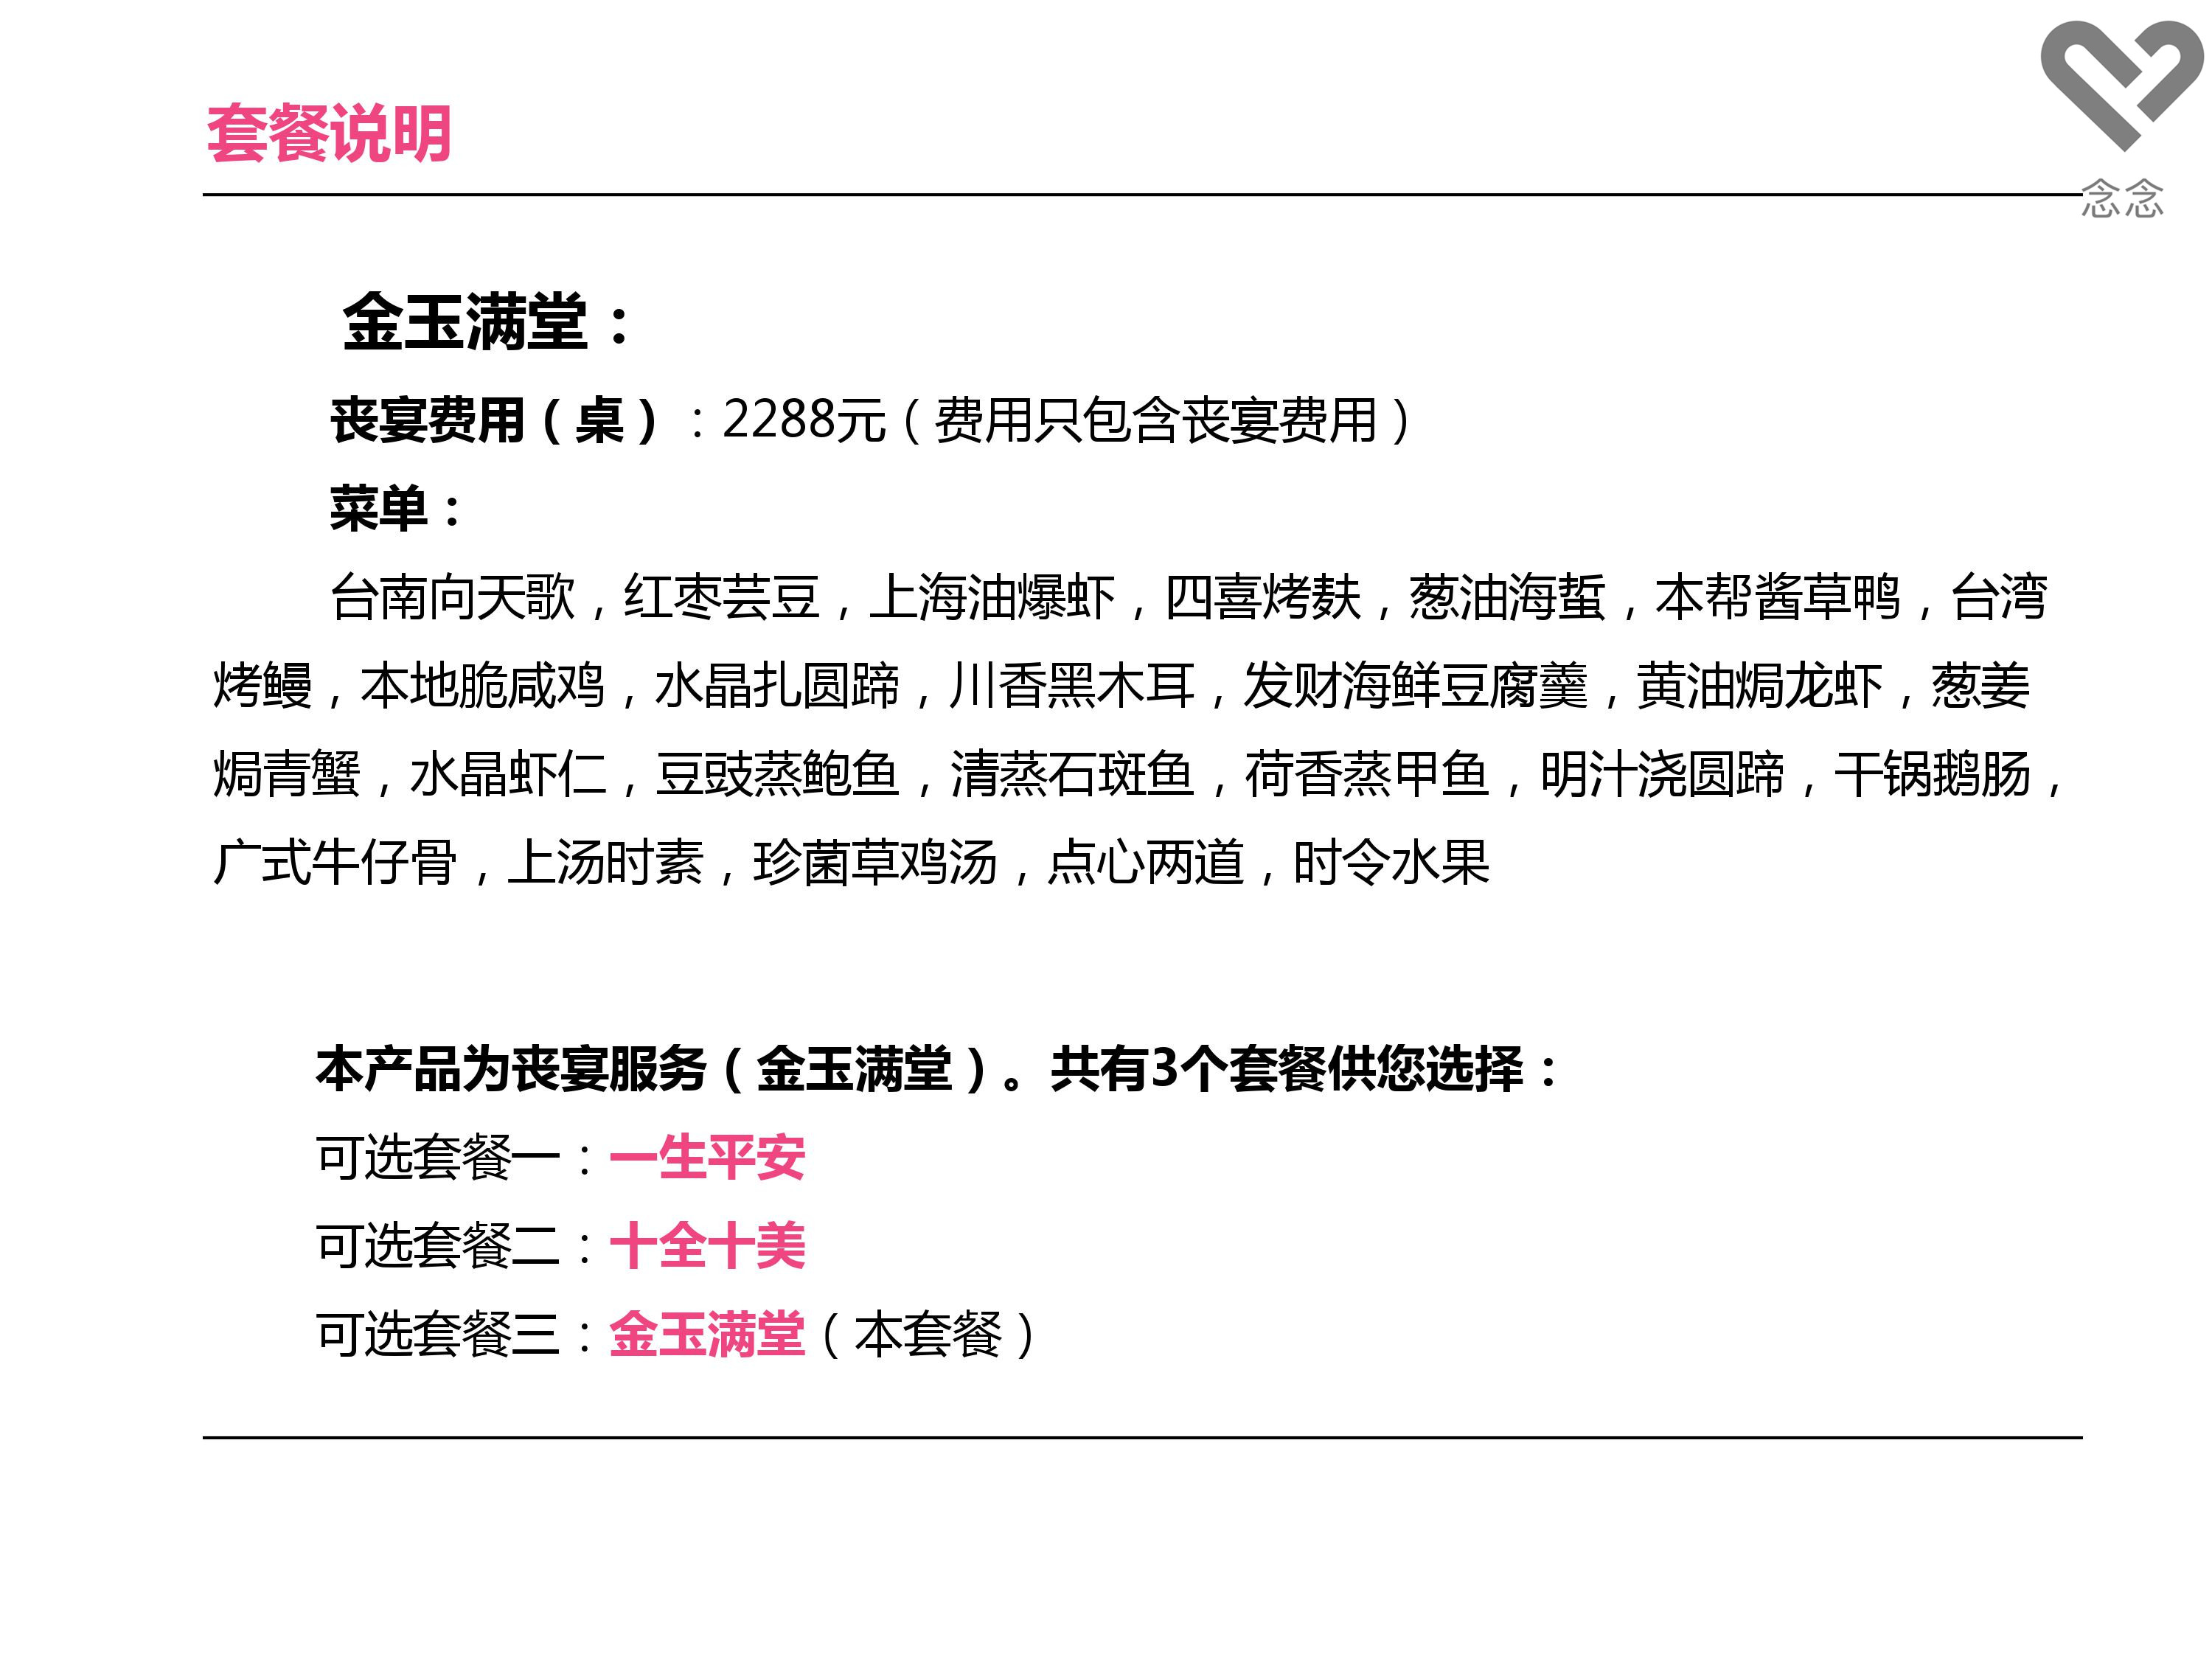 套餐说明
念念
金玉满堂：
丧宴费用（桌）：2288元（费用只包含丧宴费用）
菜单：
台南向天歌，红枣芸豆，上海油爆虾，四喜烤麸，葱油海蜇，本帮酱草鸭，台湾
烤鳗，本地脆咸鸡，水晶扎圆蹄，川香黑木耳，发财海鲜豆腐羹，黄油焗龙虾，葱姜
焗青蟹，水晶虾仁，豆豉蒸鲍鱼，清蒸石斑鱼，荷香蒸甲鱼，明汁浇圆蹄，干锅鹅肠，
广式牛仔骨，上汤时素，珍菌草鸡汤，点心两道，时令水果
本产品为丧宴服务（金玉满堂）。共有3个套餐供您选择：
可选套餐一：一生平安
可选套餐二：十全十美
可选套餐三：金玉满堂（本套餐）